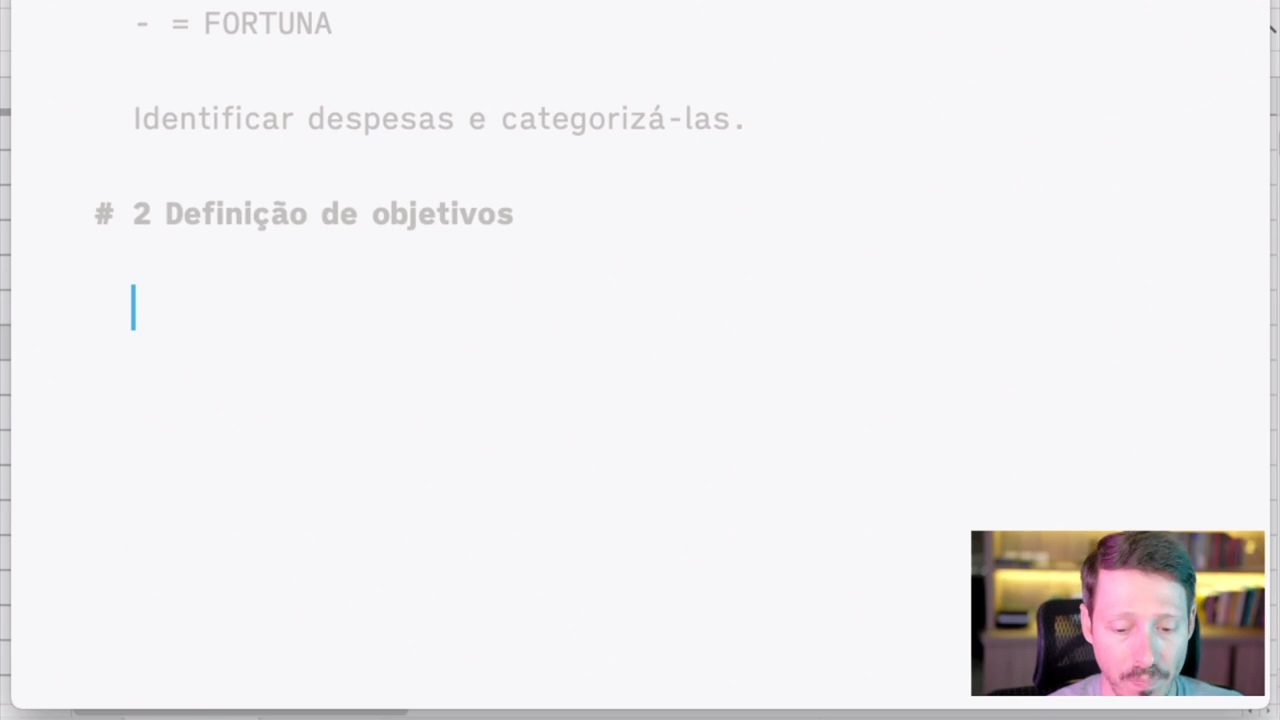 - = FORTUNA
Identificar despesas e categorizá-las.
# 2 Definição de objetivos